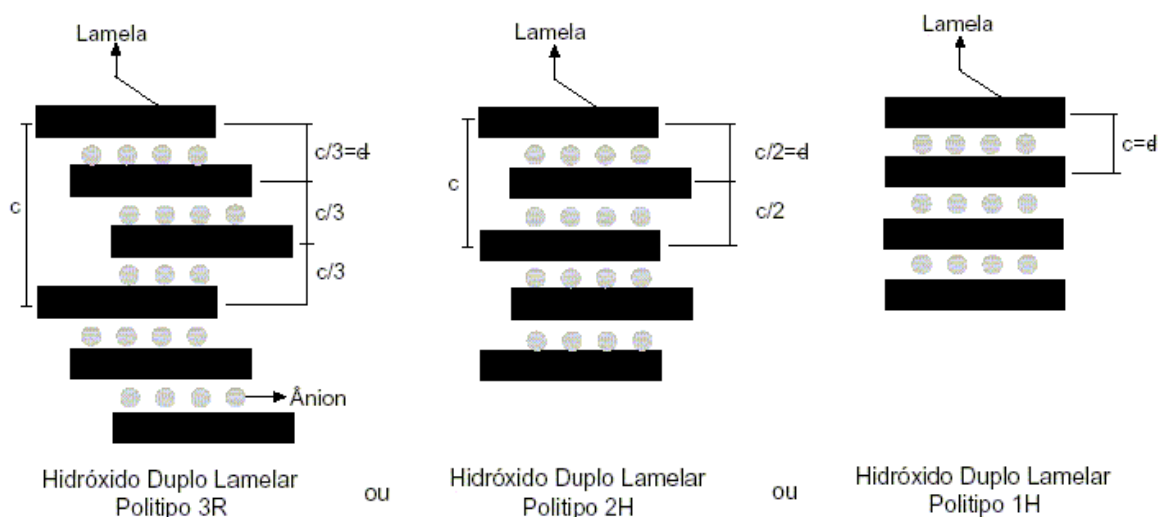 Lamela
c
c/3=d
c/3
c/3
Ânion
Hidróxido Duplo Lamelar
Politipo 3R
ou
Lamela
c
c/2=d
c/2
Hidróxido Duplo Lamelar
Politipo 2H
ou
Lamela
c=d
Hidróxido Duplo Lamelar
Politipo 1H